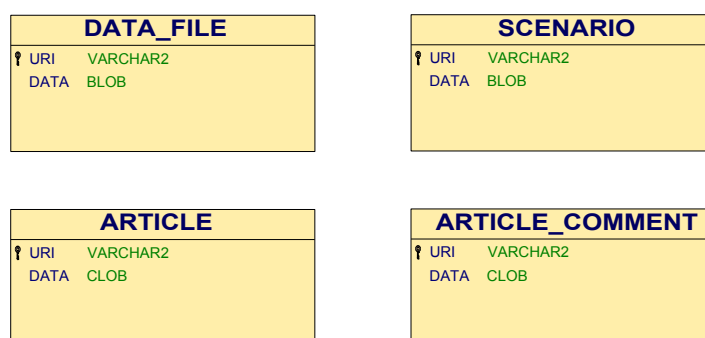 DATA_FILE
URI VARCHAR2
DATA BLOB
SCENARIO
URI VARCHAR2
DATA BLOB
ARTICLE
URI VARCHAR2
DATA CLOB
ARTICLE_COMMENT
URI VARCHAR2
DATA CLOB